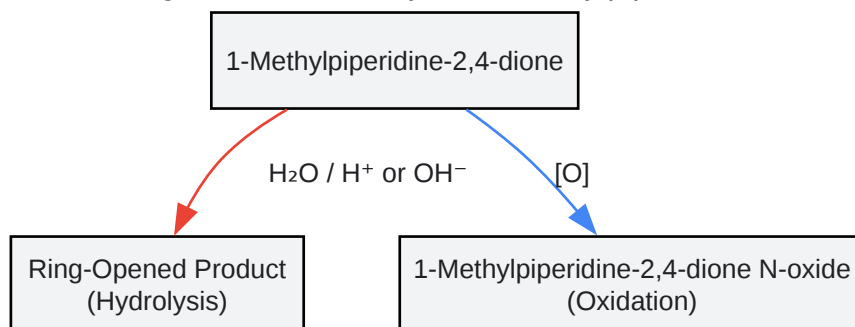 1-Methylpiperidine-2,4-dione
H₂O / H⁺ or OH⁻
[O]
Ring-Opened Product
(Hydrolysis)
1-Methylpiperidine-2,4-dione N-oxide
(Oxidation)